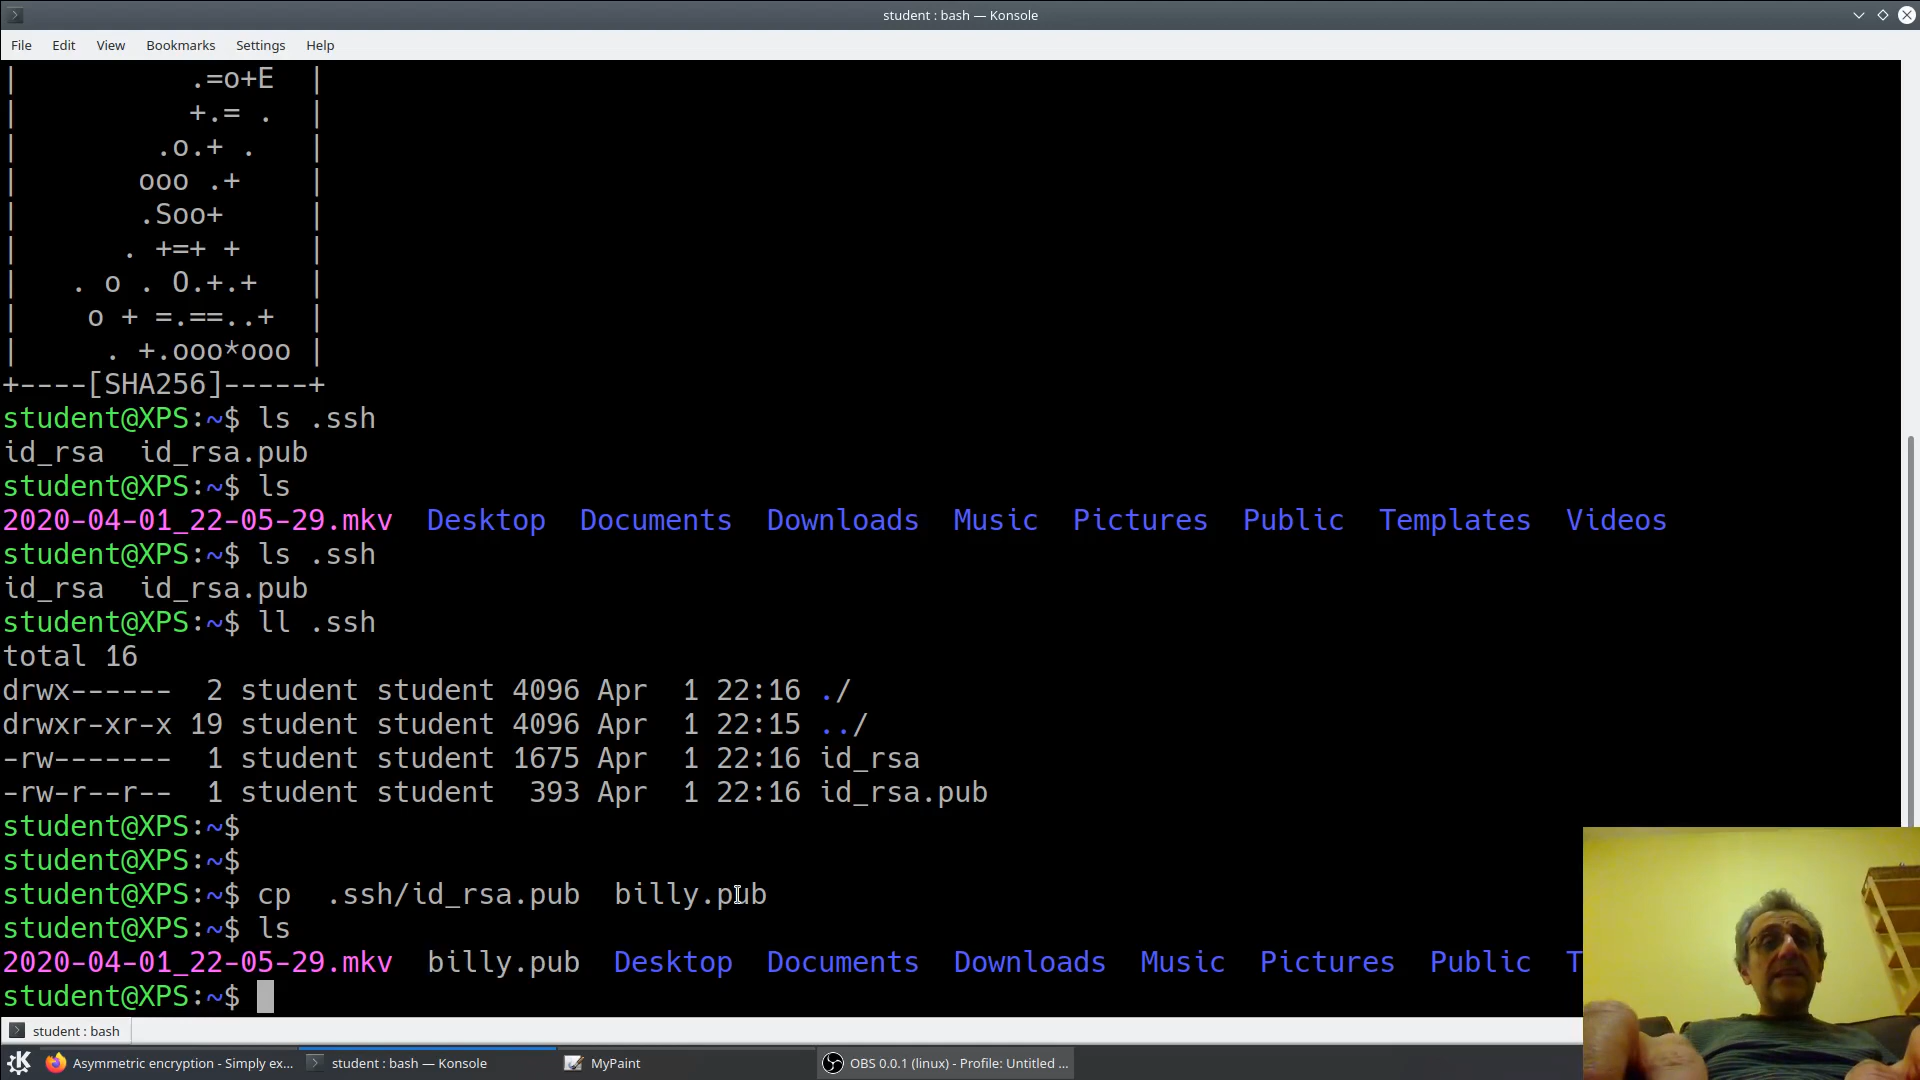 student : bash — Konsole
File Edit View Bookmarks Settings Help
|           .=o+E  |
|           +.= .  |
|         .o.+ .   |
|        ooo .+    |
|        .Soo+     |
|       . +=+ +    |
|    . o . O.+.+   |
|     o + =.==..+  |
|      . +.ooo*ooo |
+----[SHA256]-----+
student@XPS:~$ ls .ssh
id_rsa  id_rsa.pub
student@XPS:~$ ls
2020-04-01_22-05-29.mkv  Desktop  Documents  Downloads  Music  Pictures  Public  Templates  Videos
student@XPS:~$ ls .ssh
id_rsa  id_rsa.pub
student@XPS:~$ ll .ssh
total 16
drwx------  2 student student 4096 Apr  1 22:16 ./
drwxr-xr-x 19 student student 4096 Apr  1 22:15 ../
-rw-------  1 student student 1675 Apr  1 22:16 id_rsa
-rw-r--r--  1 student student  393 Apr  1 22:16 id_rsa.pub
student@XPS:~$
student@XPS:~$
student@XPS:~$ cp  .ssh/id_rsa.pub  billy.pub
student@XPS:~$ ls
2020-04-01_22-05-29.mkv  billy.pub  Desktop  Documents  Downloads  Music  Pictures  Public  T
student@XPS:~$
student : bash
Asymmetric encryption - Simply ex... student : bash — Konsole MyPaint OBS 0.0.1 (linux) - Profile: Untitled ...